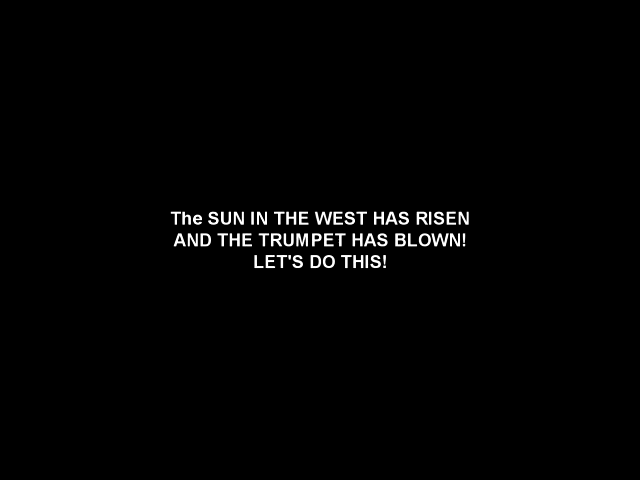 The SUN IN THE WEST HAS RISEN
AND THE TRUMPET HAS BLOWN!
LET'S DO THIS!